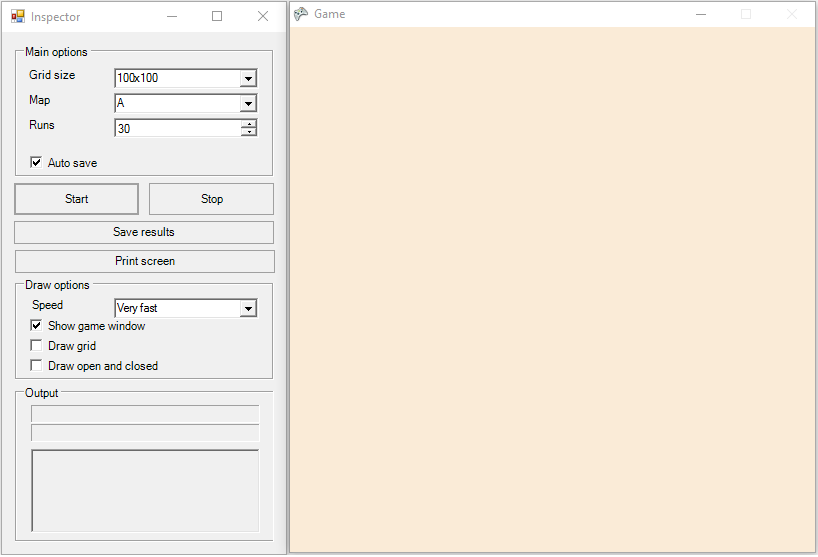 Inspector
Game
Main options
Grid size 100x100
Map A
Runs 30
Auto save
Start Stop
Save results
Print screen
Draw options
Speed Very fast
Show game window
Draw grid
Draw open and closed
Output